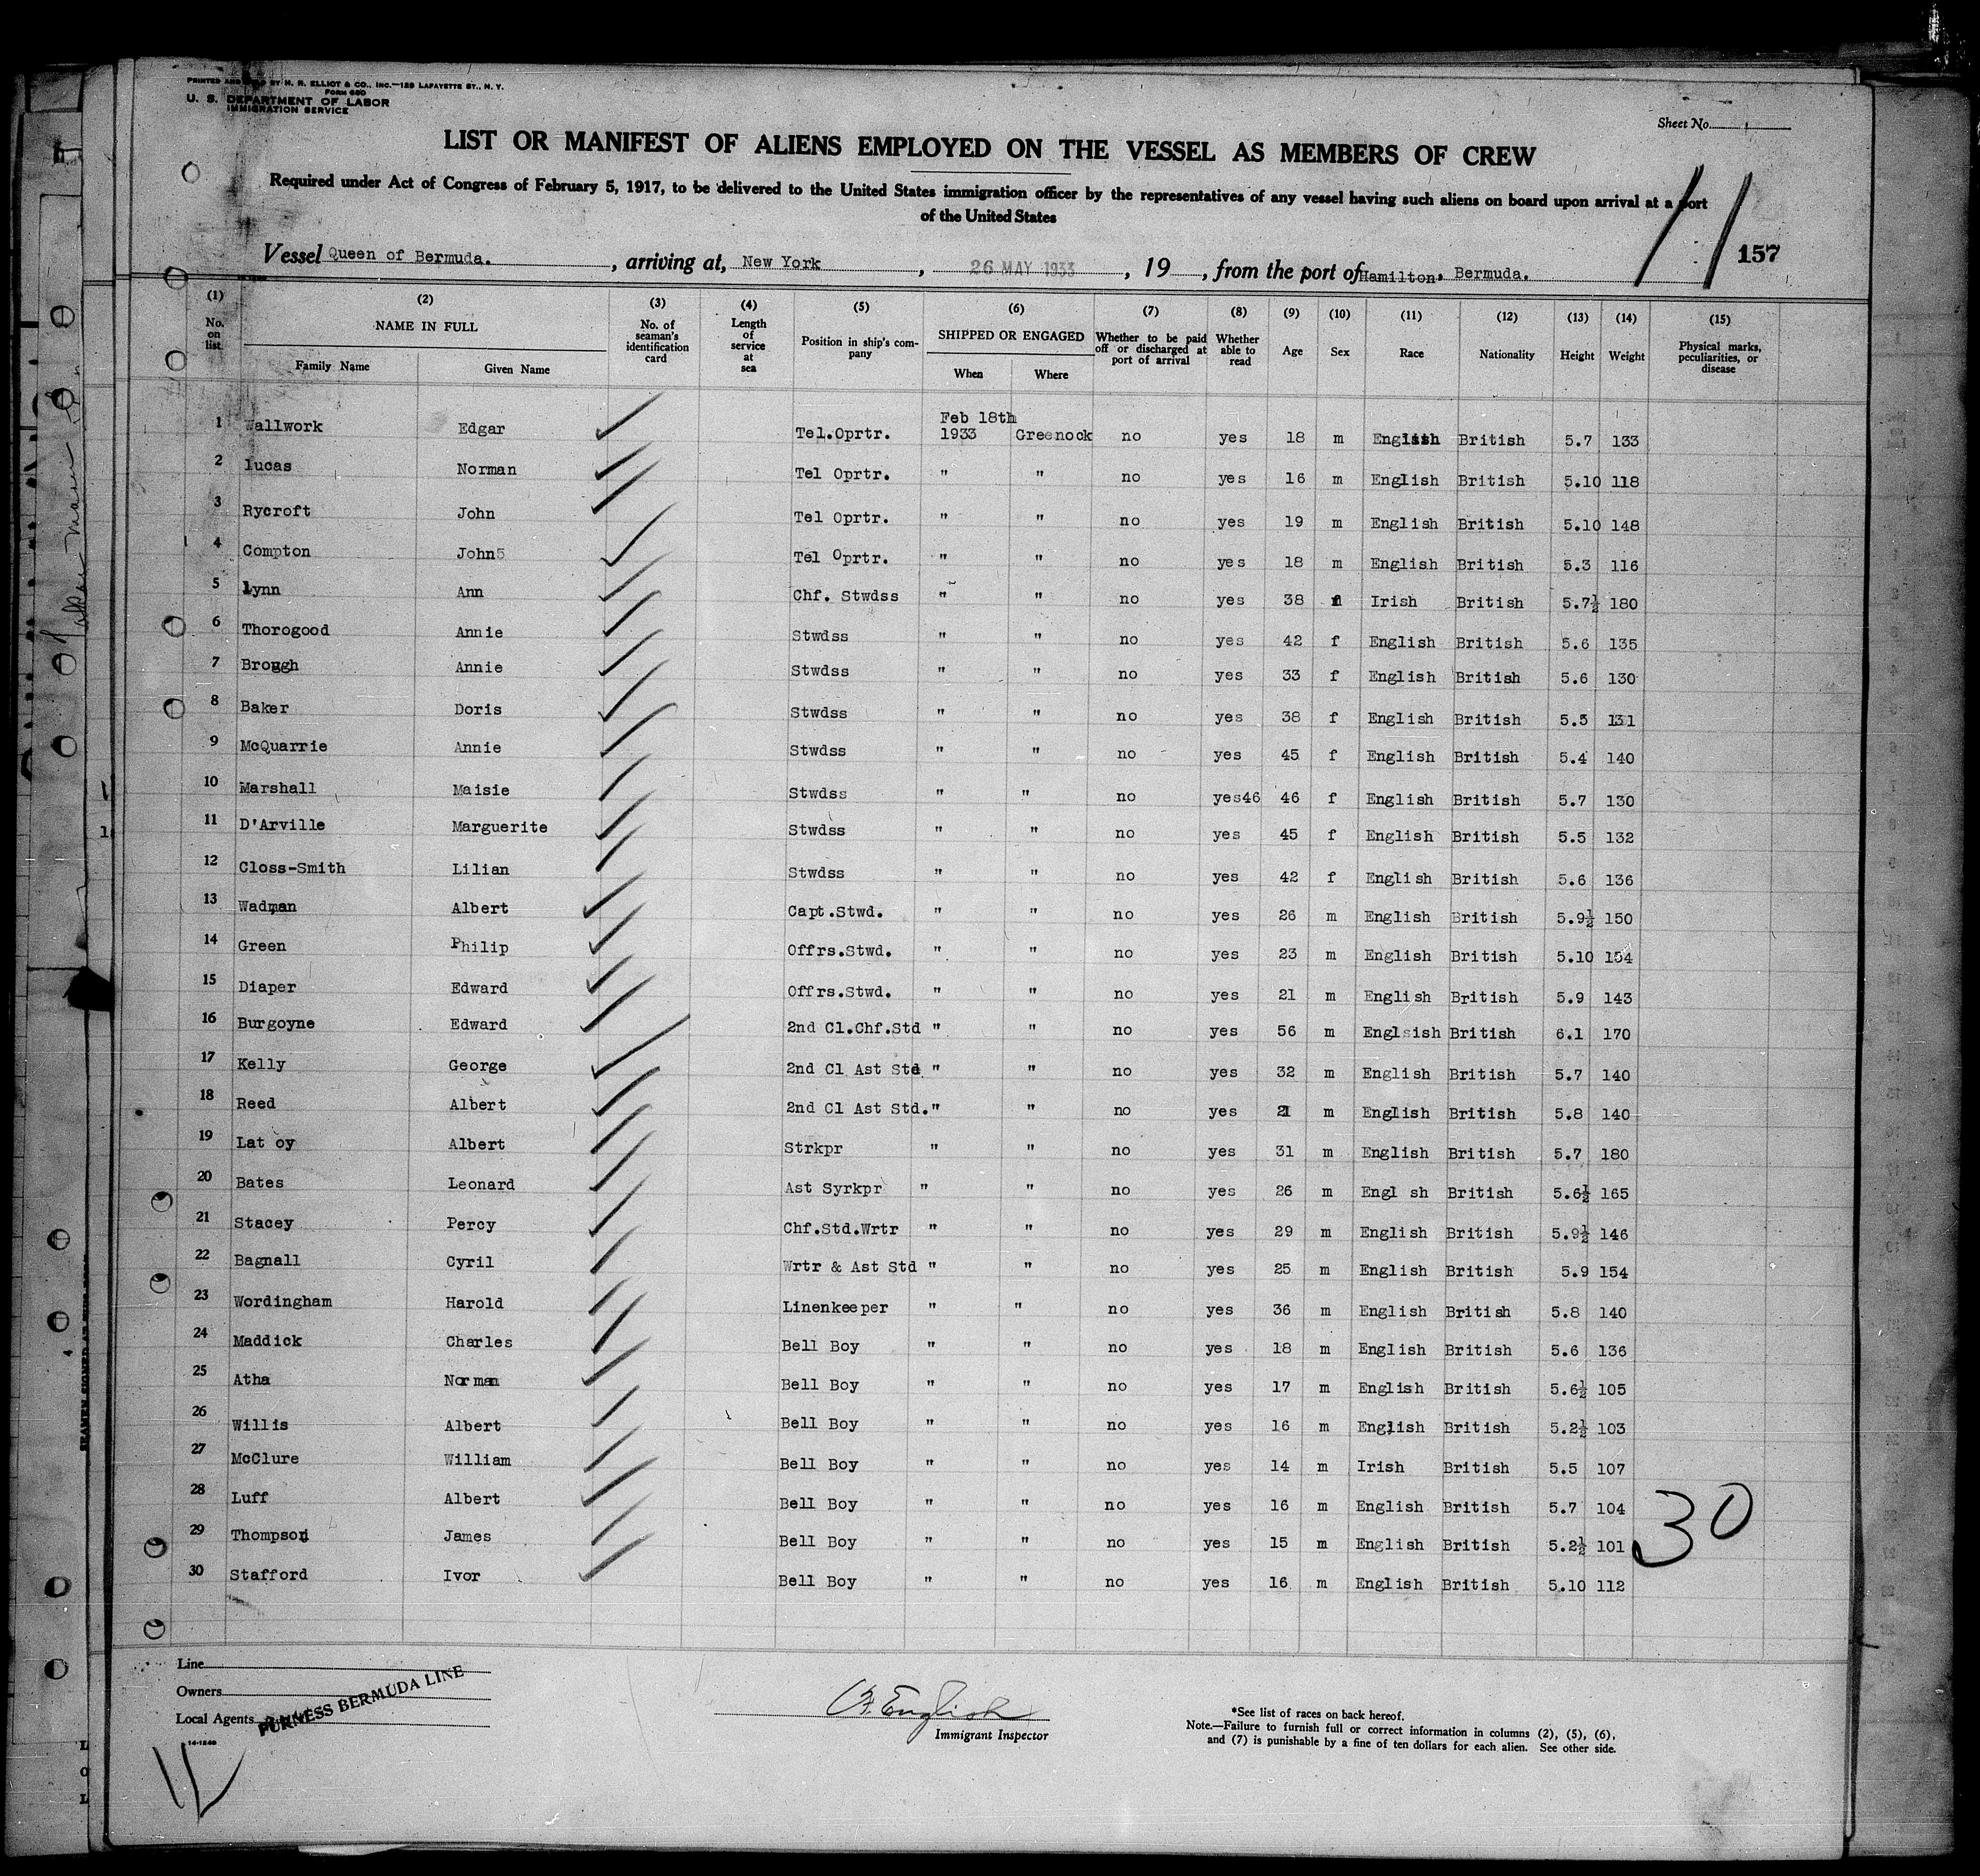 U. S. DEPARTMENT OF LABOR
IMMIGRATION SERVICE
Sheet No.
LIST OR MANIFEST OF ALIENS EMPLOYED ON THE VESSEL AS MEMBERS OF CREW
Required under Act of Congress of February 5, 1917, to be delivered to the United States immigration officer by the representatives of any vessel having such aliens on board upon arrival at a port
of the United States
Vessel Queen of Bermuda. , arriving at, New York , 26 MAY 1933 , 19 , from the port of Hamilton. Bermuda. 157
(1) No. on list (2) NAME IN FULL Family Name Given Name (3) No. of seaman's identification card (4) Length of service at sea (5) Position in ship's company (6) SHIPPED OR ENGAGED When Where (7) Whether to be paid off or discharged at port of arrival (8) Whether able to read (9) Age (10) Sex (11) Race (12) Nationality (13) Height (14) Weight (15) Physical marks, peculiarities, or disease
1 Wallwork Edgar Tel.Oprtr. Feb 18th 1933 Greenock no yes 18 m English British 5.7 133
2 lucas Norman Tel Oprtr. " " no yes 16 m English British 5.10 118
3 Rycroft John Tel Oprtr. " " no yes 19 m English British 5.10 148
4 Compton John5 Tel Oprtr. " " no yes 18 m English British 5.3 116
5 Lynn Ann Chf. Stwdss " " no yes 38 Irish British 5.7½ 180
6 Thorogood Annie Stwdss " " no yes 42 f English British 5.6 135
7 Brough Annie Stwdss " " no yes 33 f English British 5.6 130
8 Baker Doris Stwdss " " no yes 38 f English British 5.5 131
9 McQuarrie Annie Stwdss " " no yes 45 f English British 5.4 140
10 Marshall Maisie Stwdss " " no yes46 46 f English British 5.7 130
11 D'Arville Marguerite Stwdss " " no yes 45 f English British 5.5 132
12 Closs-Smith Lilian Stwdss " " no yes 42 f English British 5.6 136
13 Wadman Albert Capt.Stwd. " " no yes 26 m English British 5.9½ 150
14 Green Philip Offrs.Stwd. " " no yes 23 m English British 5.10 154
15 Diaper Edward Offrs.Stwd. " " no yes 21 m English British 5.9 143
16 Burgoyne Edward 2nd Cl.Chf.Std " " no yes 56 m Englsish British 6.1 170
17 Kelly George 2nd Cl Ast Std " " no yes 32 m English British 5.7 140
18 Reed Albert 2nd Cl Ast Std. " " no yes 21 m English British 5.8 140
19 Lat oy Albert Strkpr " " no yes 31 m English British 5.7 180
20 Bates Leonard Ast Syrkpr " " no yes 26 m Engl sh British 5.6½ 165
21 Stacey Percy Chf.Std.Wrtr " " no yes 29 m English British 5.9½ 146
22 Bagnall Cyril Wrtr & Ast Std " " no yes 25 m English British 5.9 154
23 Wordingham Harold Linenkeeper " " no yes 36 m English British 5.8 140
24 Maddick Charles Bell Boy " " no yes 18 m English British 5.6 136
25 Atha Norman Bell Boy " " no yes 17 m English British 5.6½ 105
26 Willis Albert Bell Boy " " no yes 16 m English British 5.2½ 103
27 McClure William Bell Boy " " no yes 14 m Irish British 5.5 107
28 Luff Albert Bell Boy " " no yes 16 m English British 5.7 104
29 Thompson James Bell Boy " " no yes 15 m English British 5.2½ 101
30 Stafford Ivor Bell Boy " " no yes 16 m English British 5.10 112
30
Line
Owners
Local Agents
FURNESS BERMUDA LINE
14-1240
English
Immigrant Inspector
*See list of races on back hereof.
Note.—Failure to furnish full or correct information in columns (2), (5), (6),
and (7) is punishable by a fine of ten dollars for each alien. See other side.